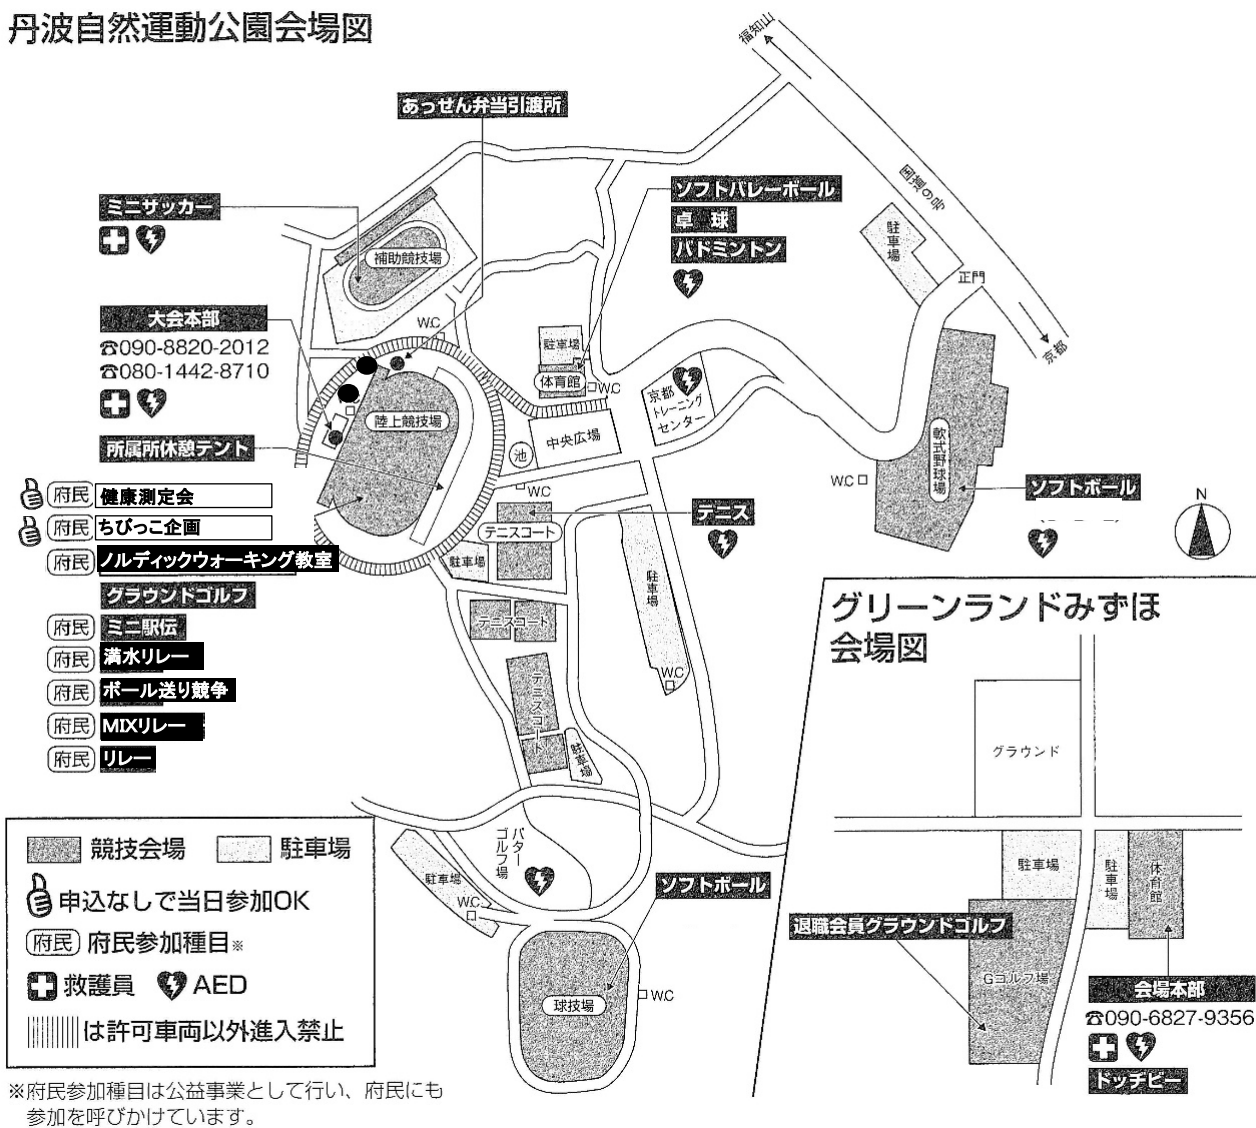 丹波自然運動公園会場図
福知山
あっせん弁当引渡所
国道9号
ミニサッカー
ソフトバレーボール
卓球
バドミントン
駐車場
正門
京都
補助競技場
大会本部
☎090-8820-2012
☎080-1442-8710
W.C
駐車場
体育館
W.C
京都
トレーニング
センター
陸上競技場
中央広場
池
所属所休憩テント
軟式野球場
W.C
ソフトボール
N
府民 健康測定会
府民 ちびっこ企画
府民 ノルディックウォーキング教室
グラウンドゴルフ
府民 ミニ駅伝
府民 満水リレー
府民 ボール送り競争
府民 MIXリレー
府民 リレー
W.C
テニス
テニスコート
駐車場
駐車場
テニスコート
テニスコート
W.C
駐車場
パター
ゴルフ場
駐車場
W.C
ソフトボール
球技場
W.C
競技会場 駐車場
申込なしで当日参加OK
府民 府民参加種目※
救護員 AED
は許可車両以外進入禁止
※府民参加種目は公益事業として行い、府民にも
参加を呼びかけています。
グリーンランドみずほ
会場図
グラウンド
駐車場
駐車場
体育館
退職会員グラウンドゴルフ
Gゴルフ場
会場本部
☎090-6827-9356
ドッチビー